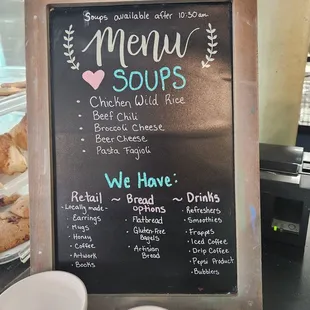 Soups available after 10:30am
Menu
SOUPS
• Chicken Wild Rice
• Beef Chili
• Broccoli Cheese
• Beer Cheese
• Pasta Fagioli
We Have:
Retail ~ Bread options ~ Drinks
- Locally made -
• Earrings
• Mugs
• Honey
• Coffee
• Artwork
• Books
• Flatbread
• Gluten-Free Bagels
• Artisian Bread
• Refreshers
• Smoothies
• Frappes
• Iced Coffee
• Drip Coffee
• Pepsi Product
• Bubblers